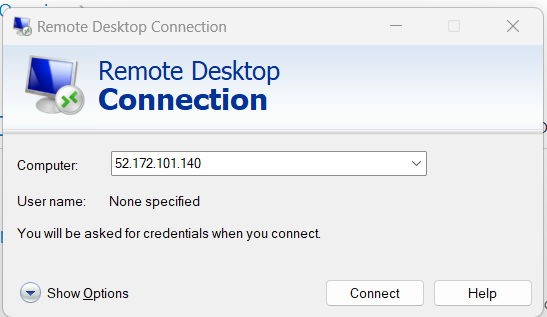 Remote Desktop Connection
Remote Desktop
Connection
Computer:
52.172.101.140
User name:
None specified
You will be asked for credentials when you connect.
Show Options
Connect
Help